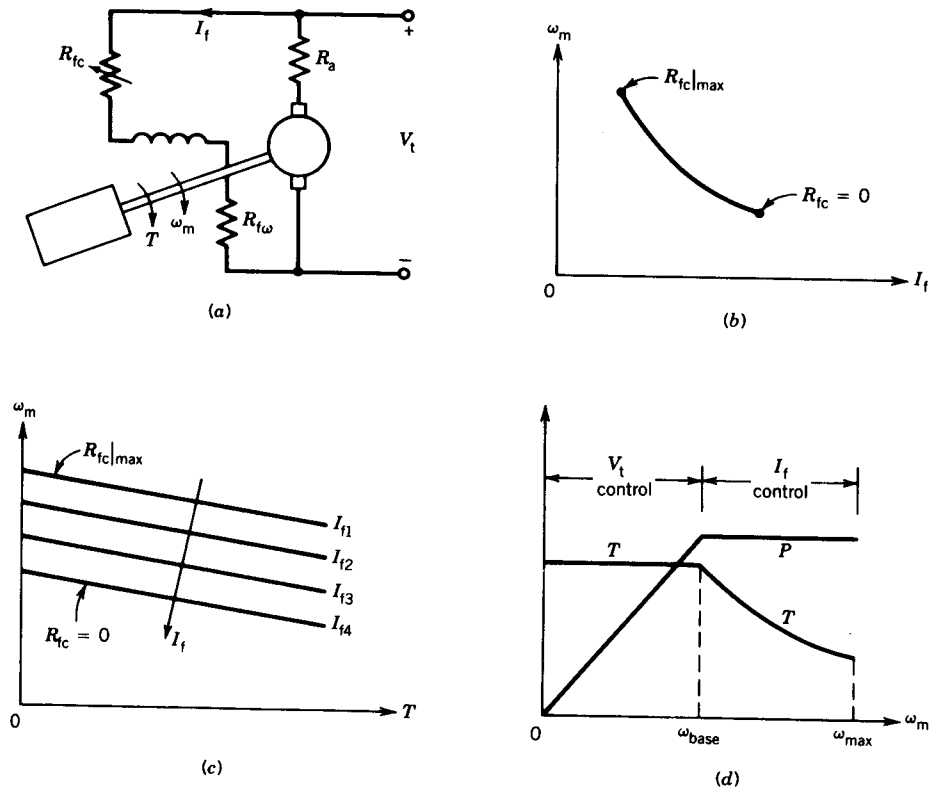 I_f
+
R_fc
R_a
V_t
T
ω_m
R_fω
−
(a)
ω_m
R_fc|max
R_fc = 0
0
I_f
(b)
ω_m
R_fc|max
I_f1
I_f2
I_f3
I_f4
R_fc = 0
I_f
0
T
(c)
V_t
control
I_f
control
T
P
T
0
ω_base
ω_max
ω_m
(d)